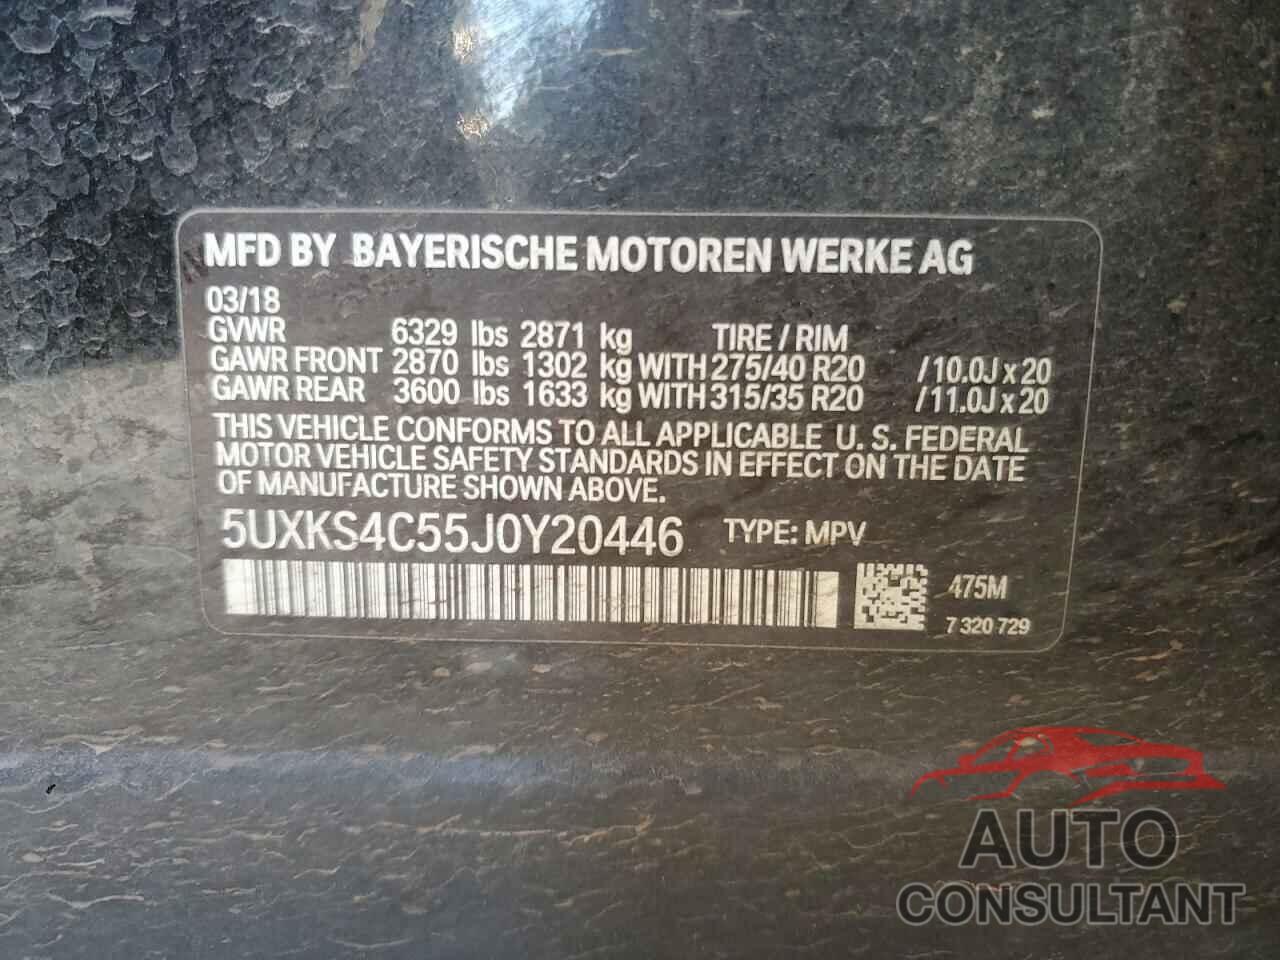 MFD BY BAYERISCHE MOTOREN WERKE AG
03/18
GVWR 6329 lbs 2871 kg TIRE / RIM
GAWR FRONT 2870 lbs 1302 kg WITH 275/40 R20 / 10.0J x 20
GAWR REAR 3600 lbs 1633 kg WITH 315/35 R20 / 11.0J x 20
THIS VEHICLE CONFORMS TO ALL APPLICABLE U. S. FEDERAL
MOTOR VEHICLE SAFETY STANDARDS IN EFFECT ON THE DATE
OF MANUFACTURE SHOWN ABOVE.
5UXKS4C55J0Y20446 TYPE: MPV
475M
7 320 729
AUTO
CONSULTANT